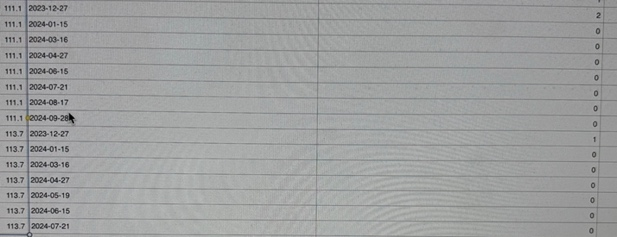 111.1 2023-12-27 2
111.1 2024-01-15 0
111.1 2024-03-16 0
111.1 2024-04-27 0
111.1 2024-06-15 0
111.1 2024-07-21 0
111.1 2024-08-17 0
111.1 2024-09-28 0
113.7 2023-12-27 1
113.7 2024-01-15 0
113.7 2024-03-16 0
113.7 2024-04-27 0
113.7 2024-05-19 0
113.7 2024-06-15 0
113.7 2024-07-21 0